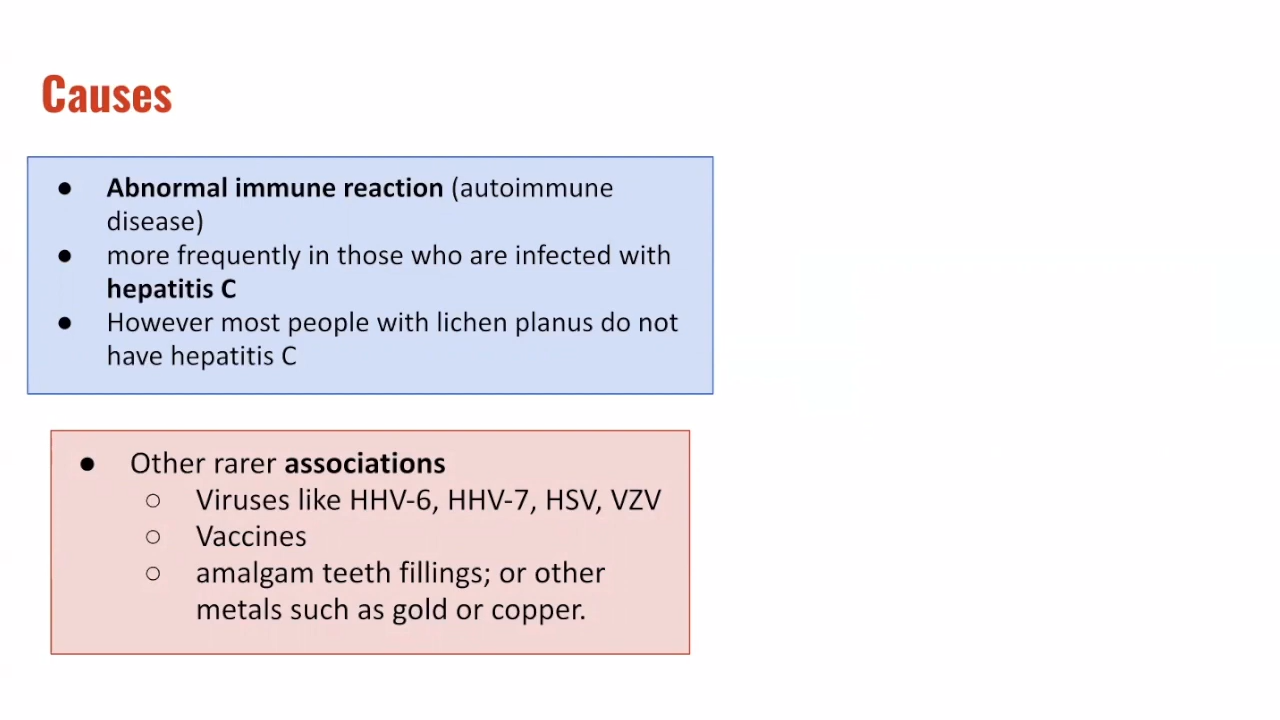 Causes
● Abnormal immune reaction (autoimmune
disease)
● more frequently in those who are infected with
hepatitis C
● However most people with lichen planus do not
have hepatitis C
● Other rarer associations
○ Viruses like HHV-6, HHV-7, HSV, VZV
○ Vaccines
○ amalgam teeth fillings; or other
metals such as gold or copper.